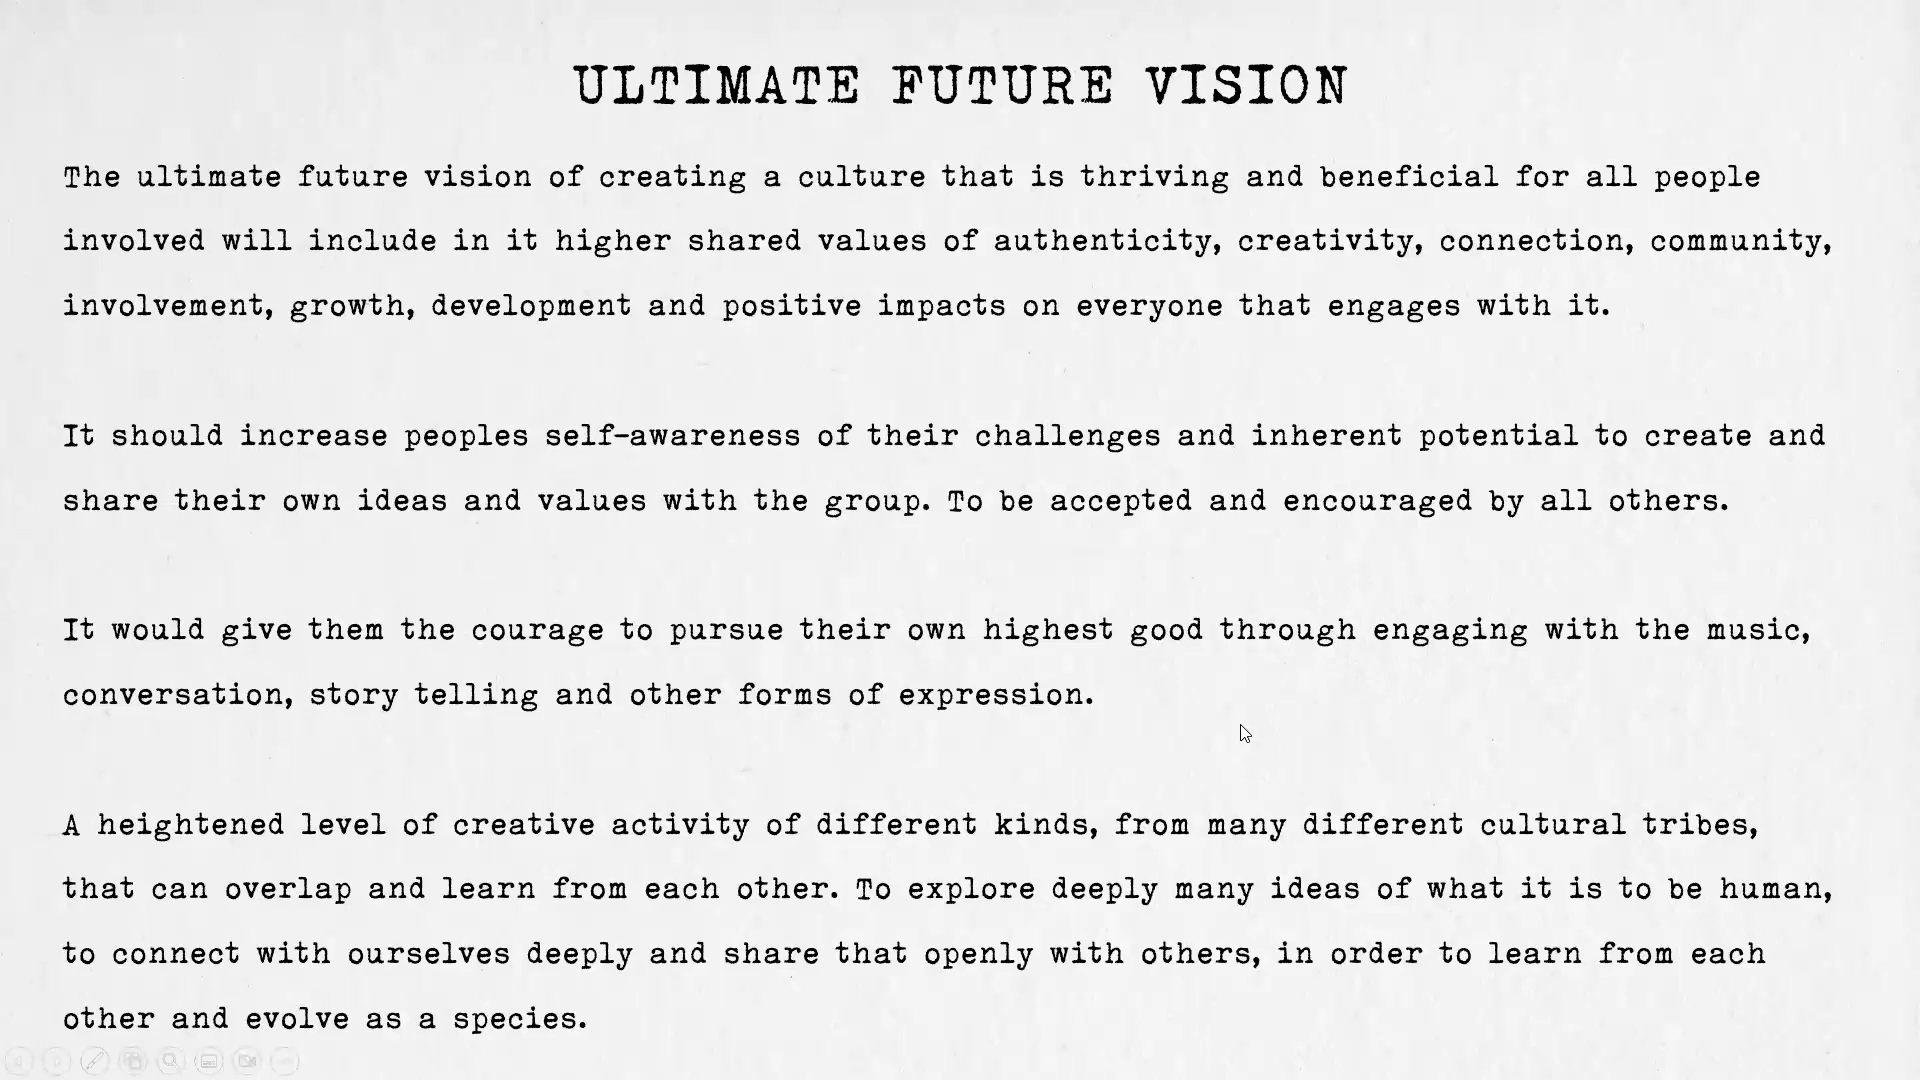 ULTIMATE FUTURE VISION
The ultimate future vision of creating a culture that is thriving and beneficial for all people
involved will include in it higher shared values of authenticity, creativity, connection, community,
involvement, growth, development and positive impacts on everyone that engages with it.
It should increase peoples self-awareness of their challenges and inherent potential to create and
share their own ideas and values with the group. To be accepted and encouraged by all others.
It would give them the courage to pursue their own highest good through engaging with the music,
conversation, story telling and other forms of expression.
A heightened level of creative activity of different kinds, from many different cultural tribes,
that can overlap and learn from each other. To explore deeply many ideas of what it is to be human,
to connect with ourselves deeply and share that openly with others, in order to learn from each
other and evolve as a species.